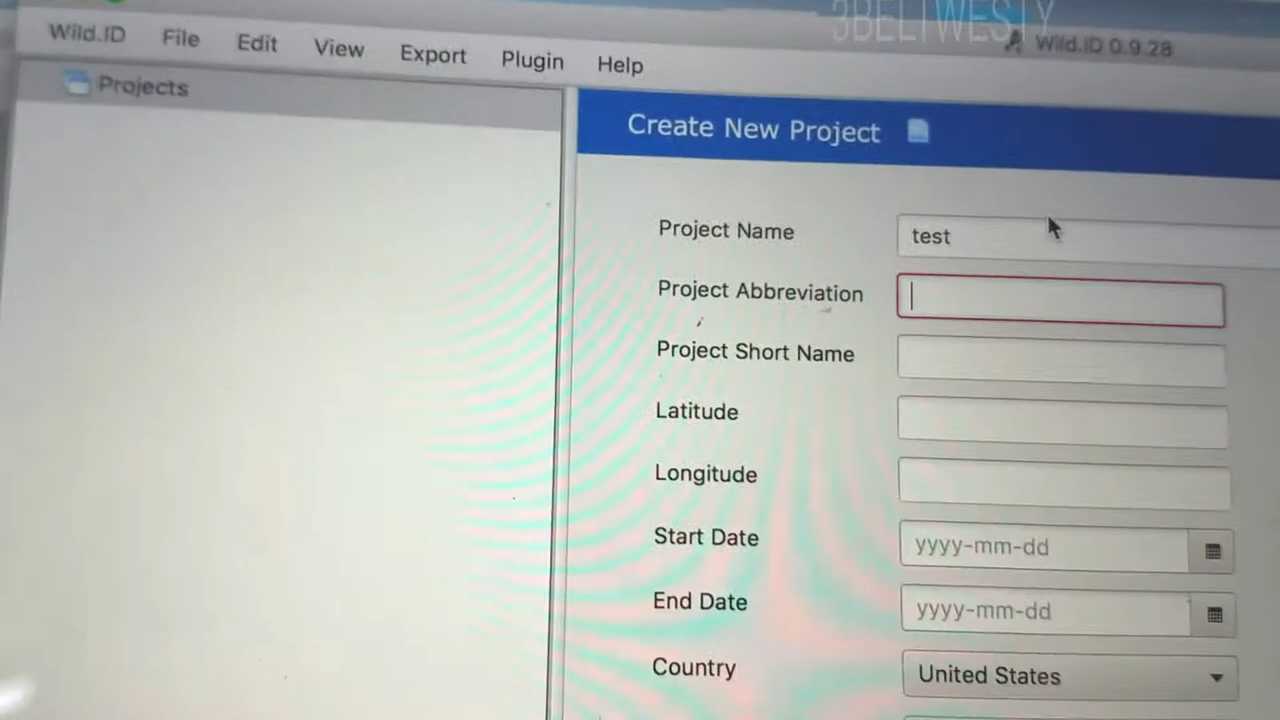 3BELTWESTY
Wild.ID File Edit View Export Plugin Help
Wild.ID 0.9.28
Projects
Create New Project
Project Name test
Project Abbreviation
Project Short Name
Latitude
Longitude
Start Date yyyy-mm-dd
End Date yyyy-mm-dd
Country United States